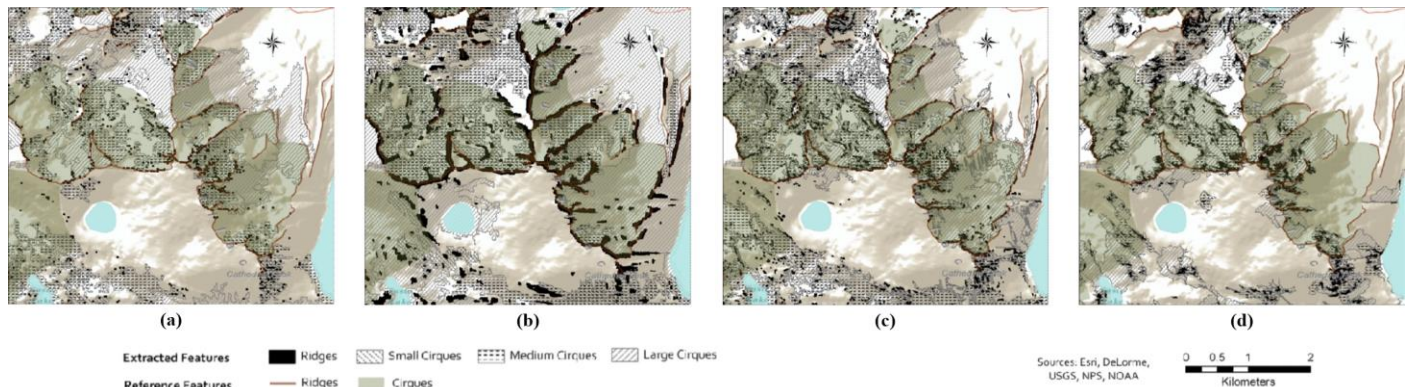 (a) (b) (c) (d)
Extracted Features Ridges Small Cirques Medium Cirques Large Cirques
Reference Features Ridges Cirques
Sources: Esri, DeLorme,
USGS, NPS, NOAA
0 0.5 1 2
Kilometers